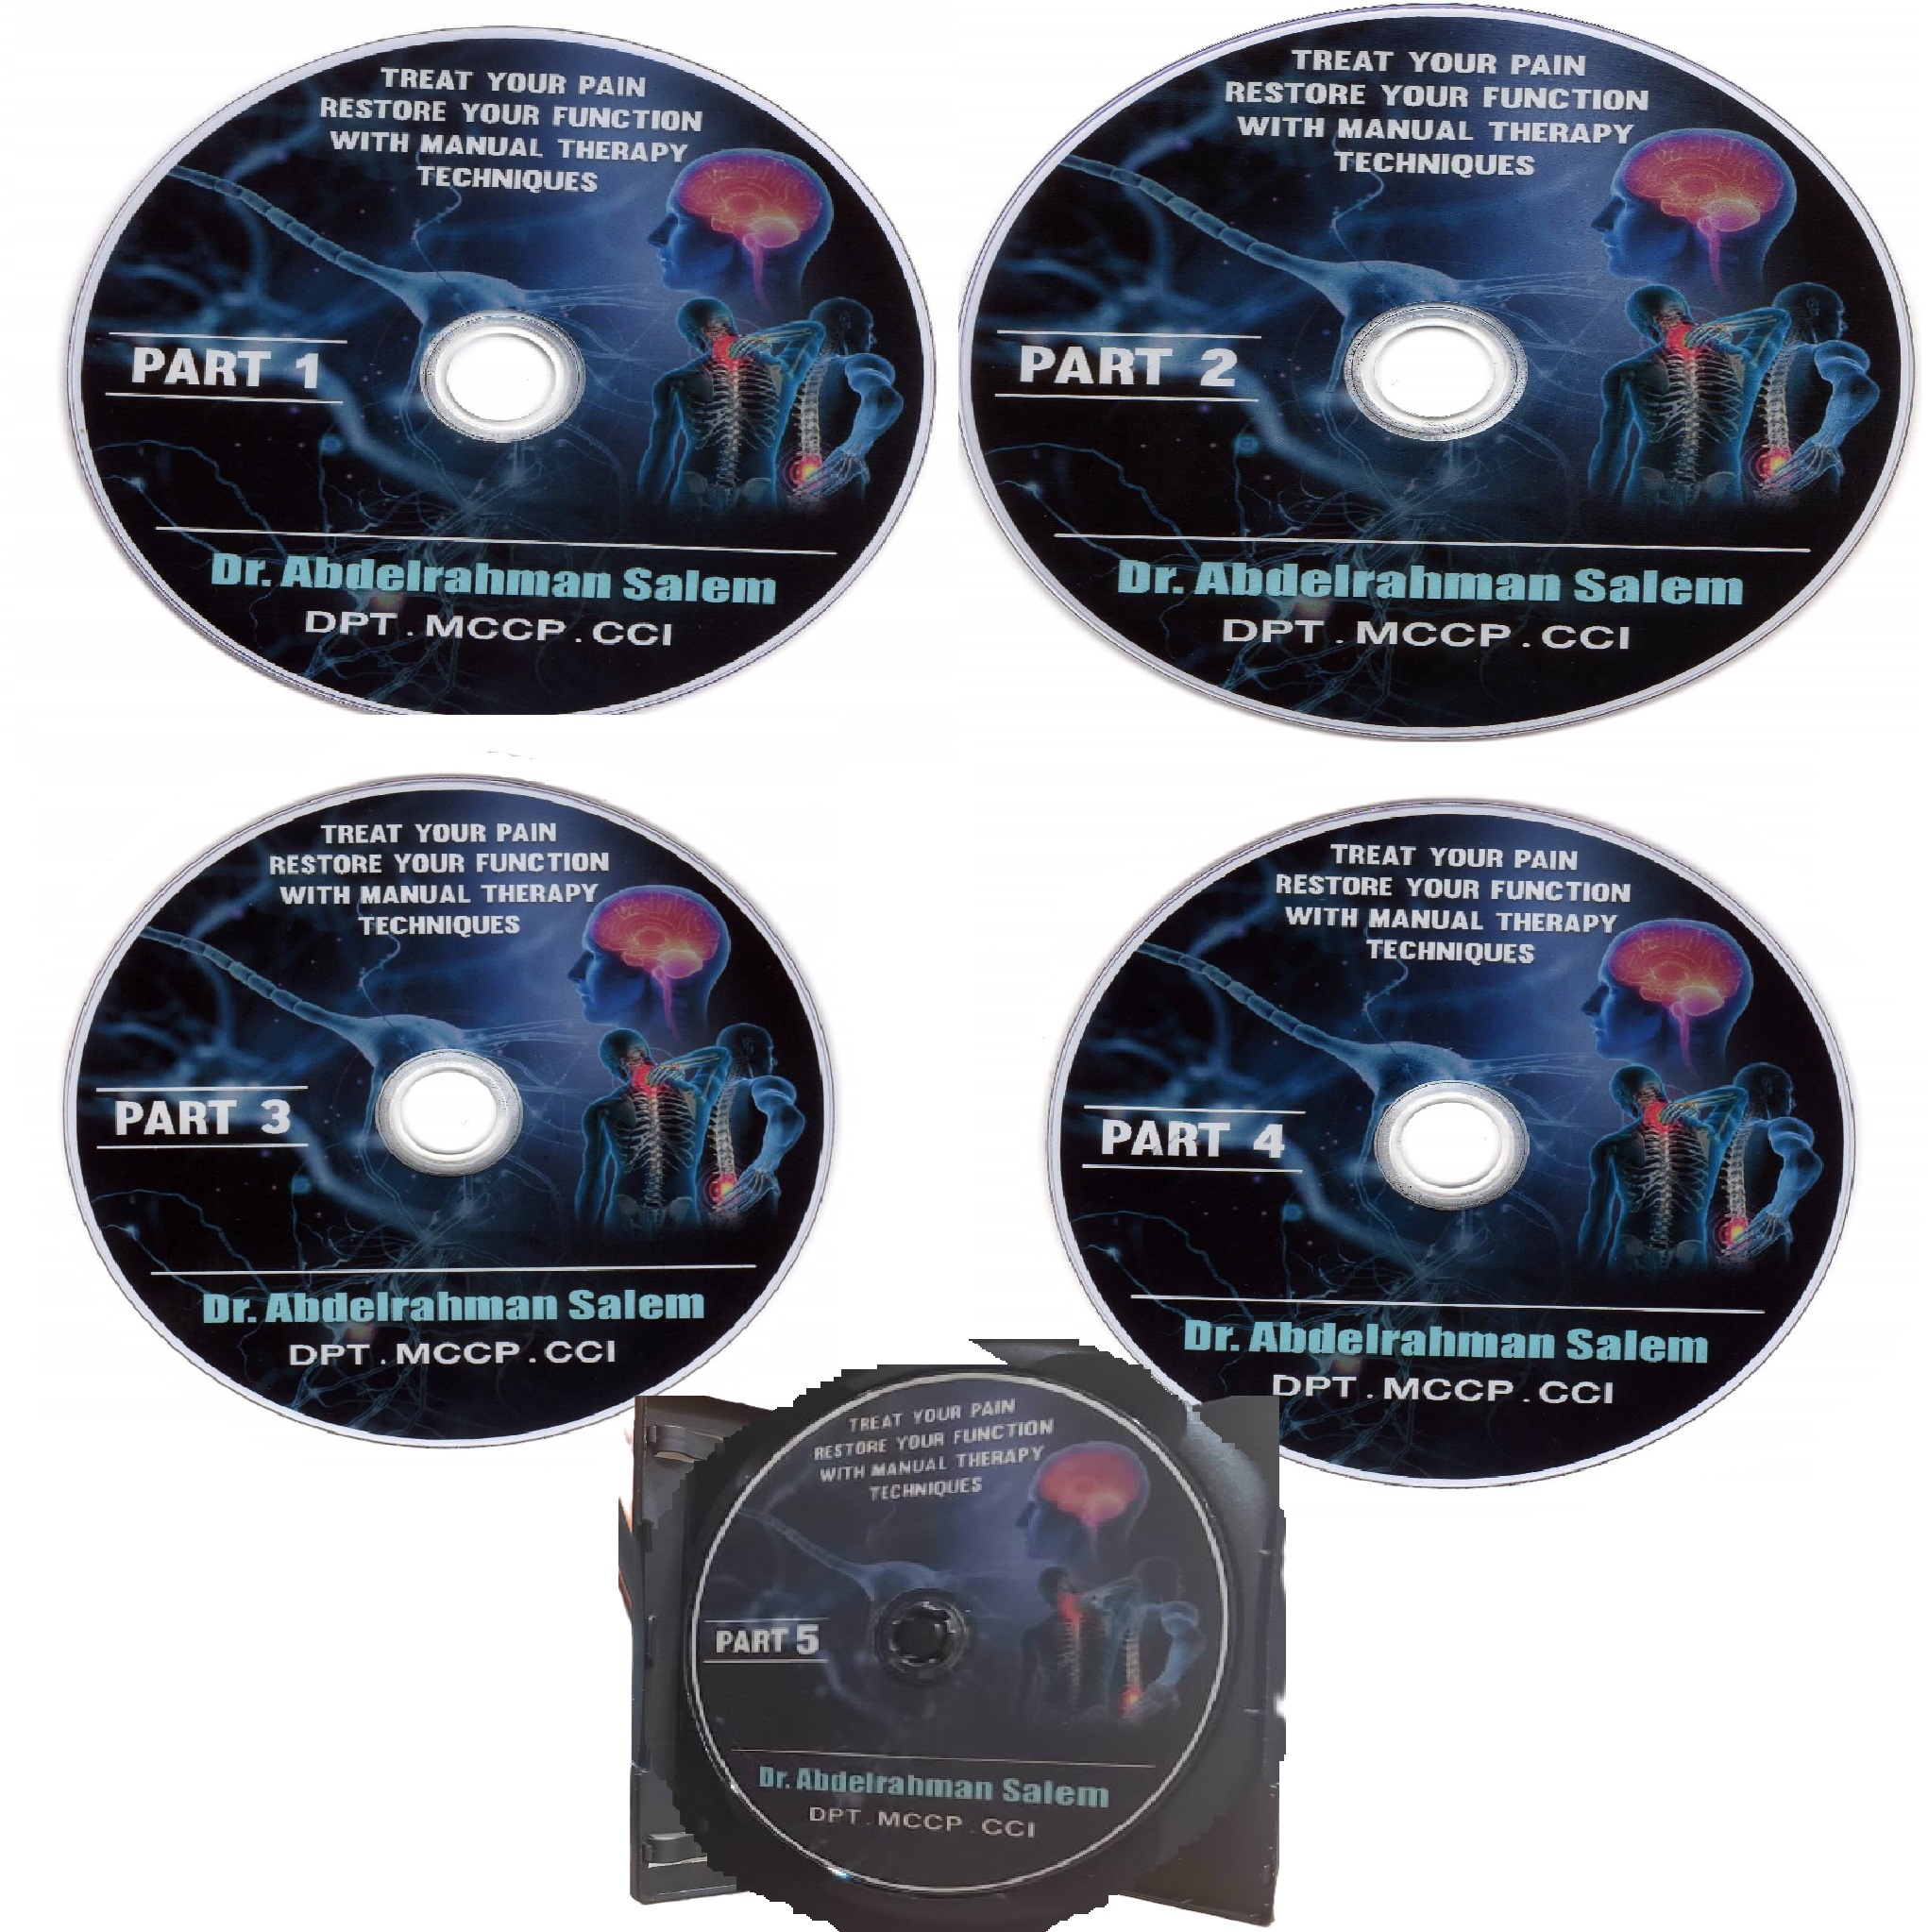 TREAT YOUR PAIN
RESTORE YOUR FUNCTION
WITH MANUAL THERAPY
TECHNIQUES
PART 1
Dr. Abdelrahman Salem
DPT . MCCP . CCI
TREAT YOUR PAIN
RESTORE YOUR FUNCTION
WITH MANUAL THERAPY
TECHNIQUES
PART 2
Dr. Abdelrahman Salem
DPT . MCCP . CCI
TREAT YOUR PAIN
RESTORE YOUR FUNCTION
WITH MANUAL THERAPY
TECHNIQUES
PART 3
Dr. Abdelrahman Salem
DPT . MCCP . CCI
TREAT YOUR PAIN
RESTORE YOUR FUNCTION
WITH MANUAL THERAPY
TECHNIQUES
PART 4
Dr. Abdelrahman Salem
DPT . MCCP . CCI
TREAT YOUR PAIN
RESTORE YOUR FUNCTION
WITH MANUAL THERAPY
TECHNIQUES
PART 5
Dr. Abdelrahman Salem
DPT . MCCP . CCI